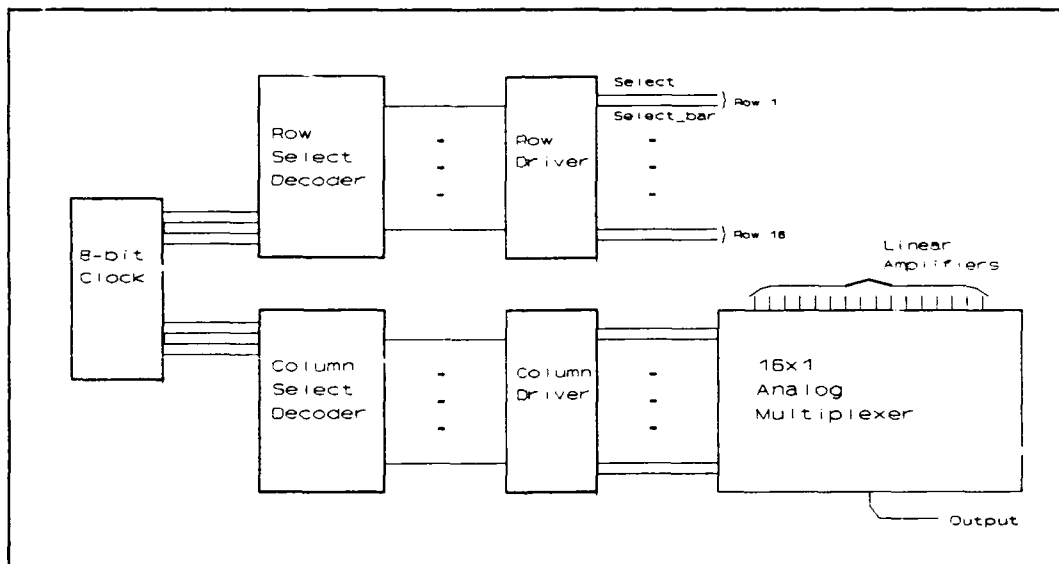 Select
Row 1
Select_bar
Row
Select
Decoder
Row
Driver
Row 16
8-bit
Clock
Linear
Amplifiers
Column
Select
Decoder
Column
Driver
16x1
Analog
Multiplexer
Output